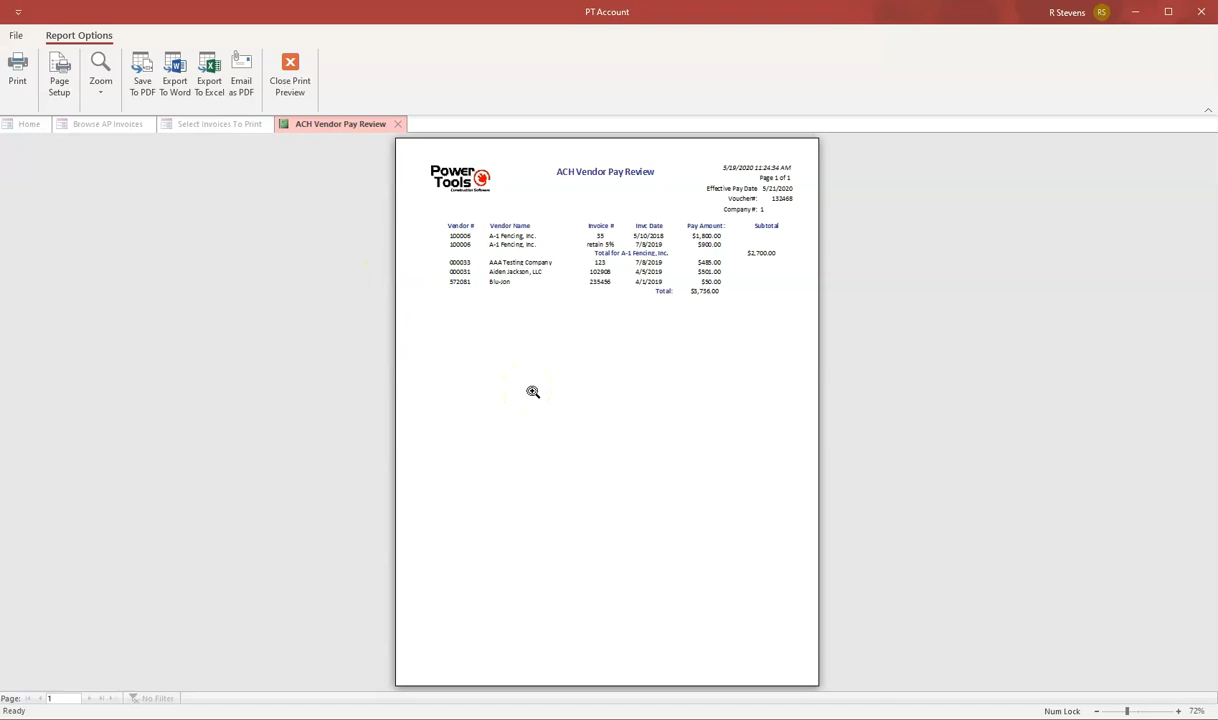 PT Account
R Stevens RS
File Report Options
Print Page Setup Zoom Save To PDF Export To Word Export To Excel Email as PDF Close Print Preview
Home Browse AP Invoices Select Invoices To Print ACH Vendor Pay Review
Power Tools
Construction Software
ACH Vendor Pay Review
5/19/2020 11:24:54 AM
Page 1 of 1
Effective Pay Date 5/21/2020
Voucher#: 132468
Company #: 1
Vendor # Vendor Name Invoice # Invc Date Pay Amount: Subtotal
100006 A-1 Fencing, Inc. 35 5/10/2018 $1,800.00
100006 A-1 Fencing, Inc. retain 5% 7/8/2019 $900.00
Total for A-1 Fencing, Inc. $2,700.00
000033 AAA Testing Company 123 7/8/2019 $485.00
000031 Aiden Jackson, LLC 102908 4/5/2019 $501.00
572081 Blu-Jon 235456 4/1/2019 $50.00
Total: $3,736.00
Page: 1 No Filter
Ready Num Lock 72%